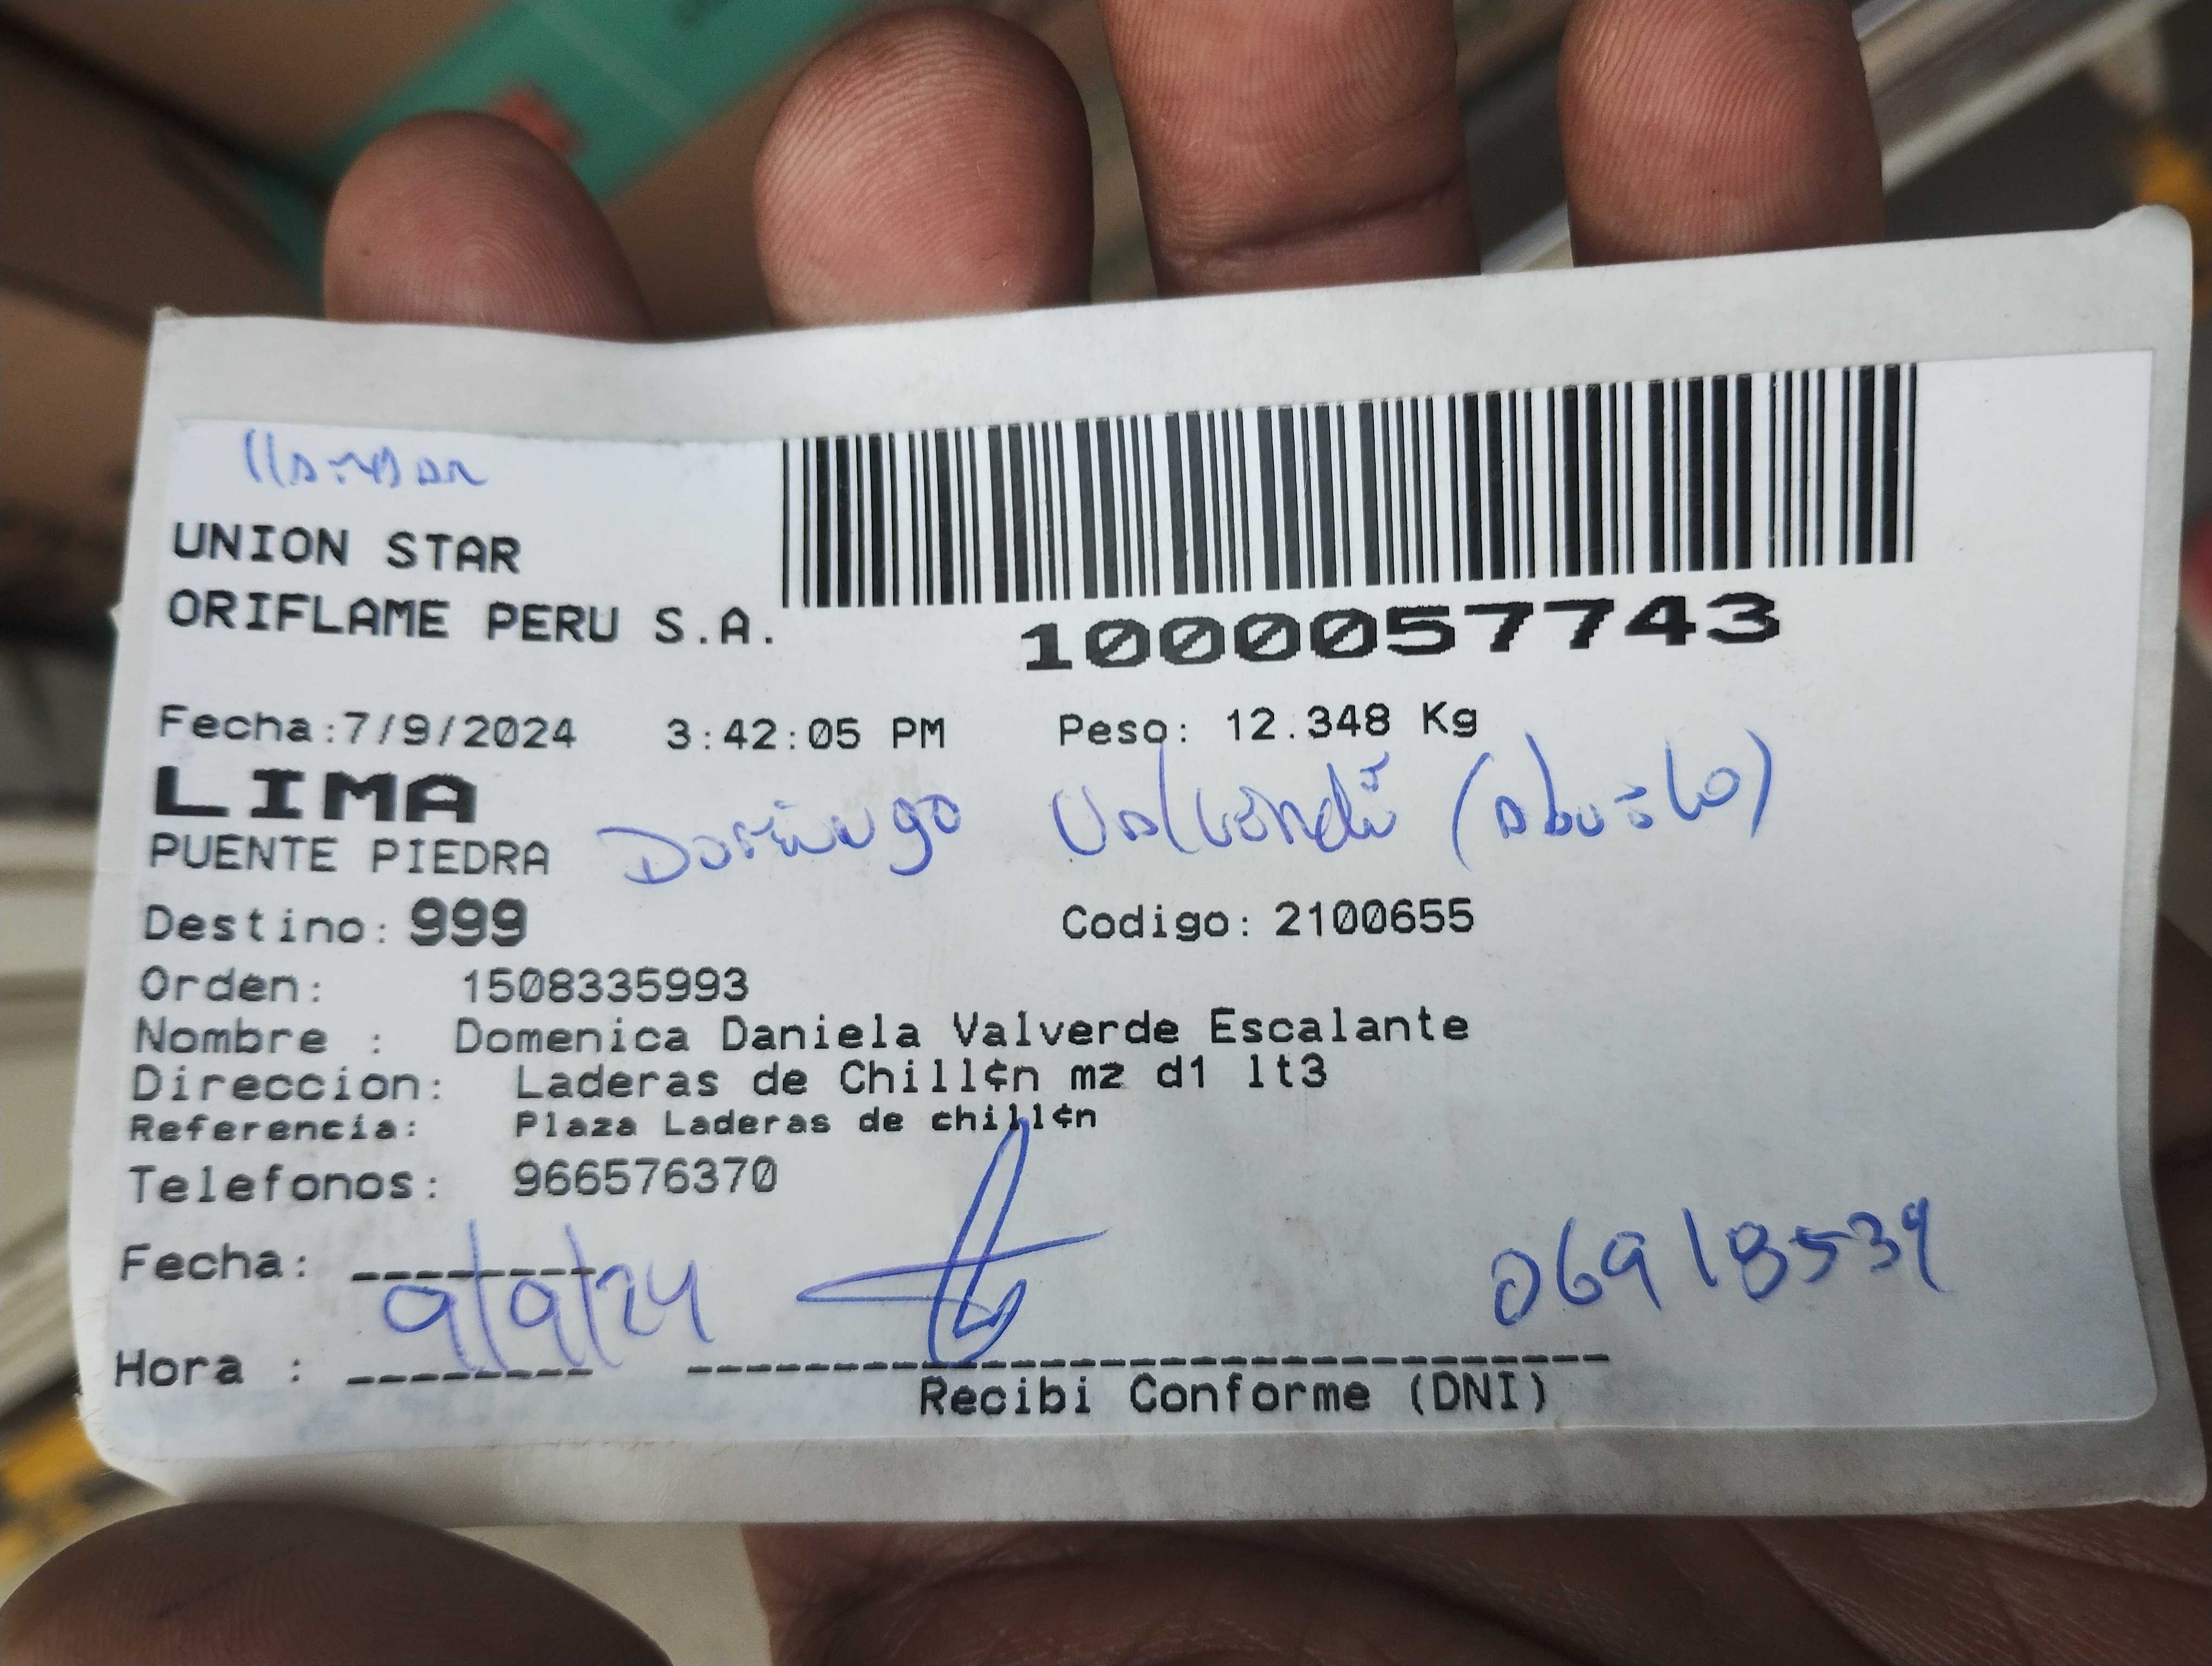 llamar
UNION STAR
ORIFLAME PERU S.A.
1000057743
Fecha:7/9/2024 3:42:05 PM Peso: 12.348 Kg
LIMA
PUENTE PIEDRA Domingo Valverde (abuelo)
Destino: 999 Codigo: 2100655
Orden: 1508335993
Nombre : Domenica Daniela Valverde Escalante
Direccion: Laderas de Chill¢n mz d1 lt3
Referencia: Plaza Laderas de chill¢n
Telefonos: 966576370
Fecha: 9/9/24 06918539
Hora :
Recibi Conforme (DNI)